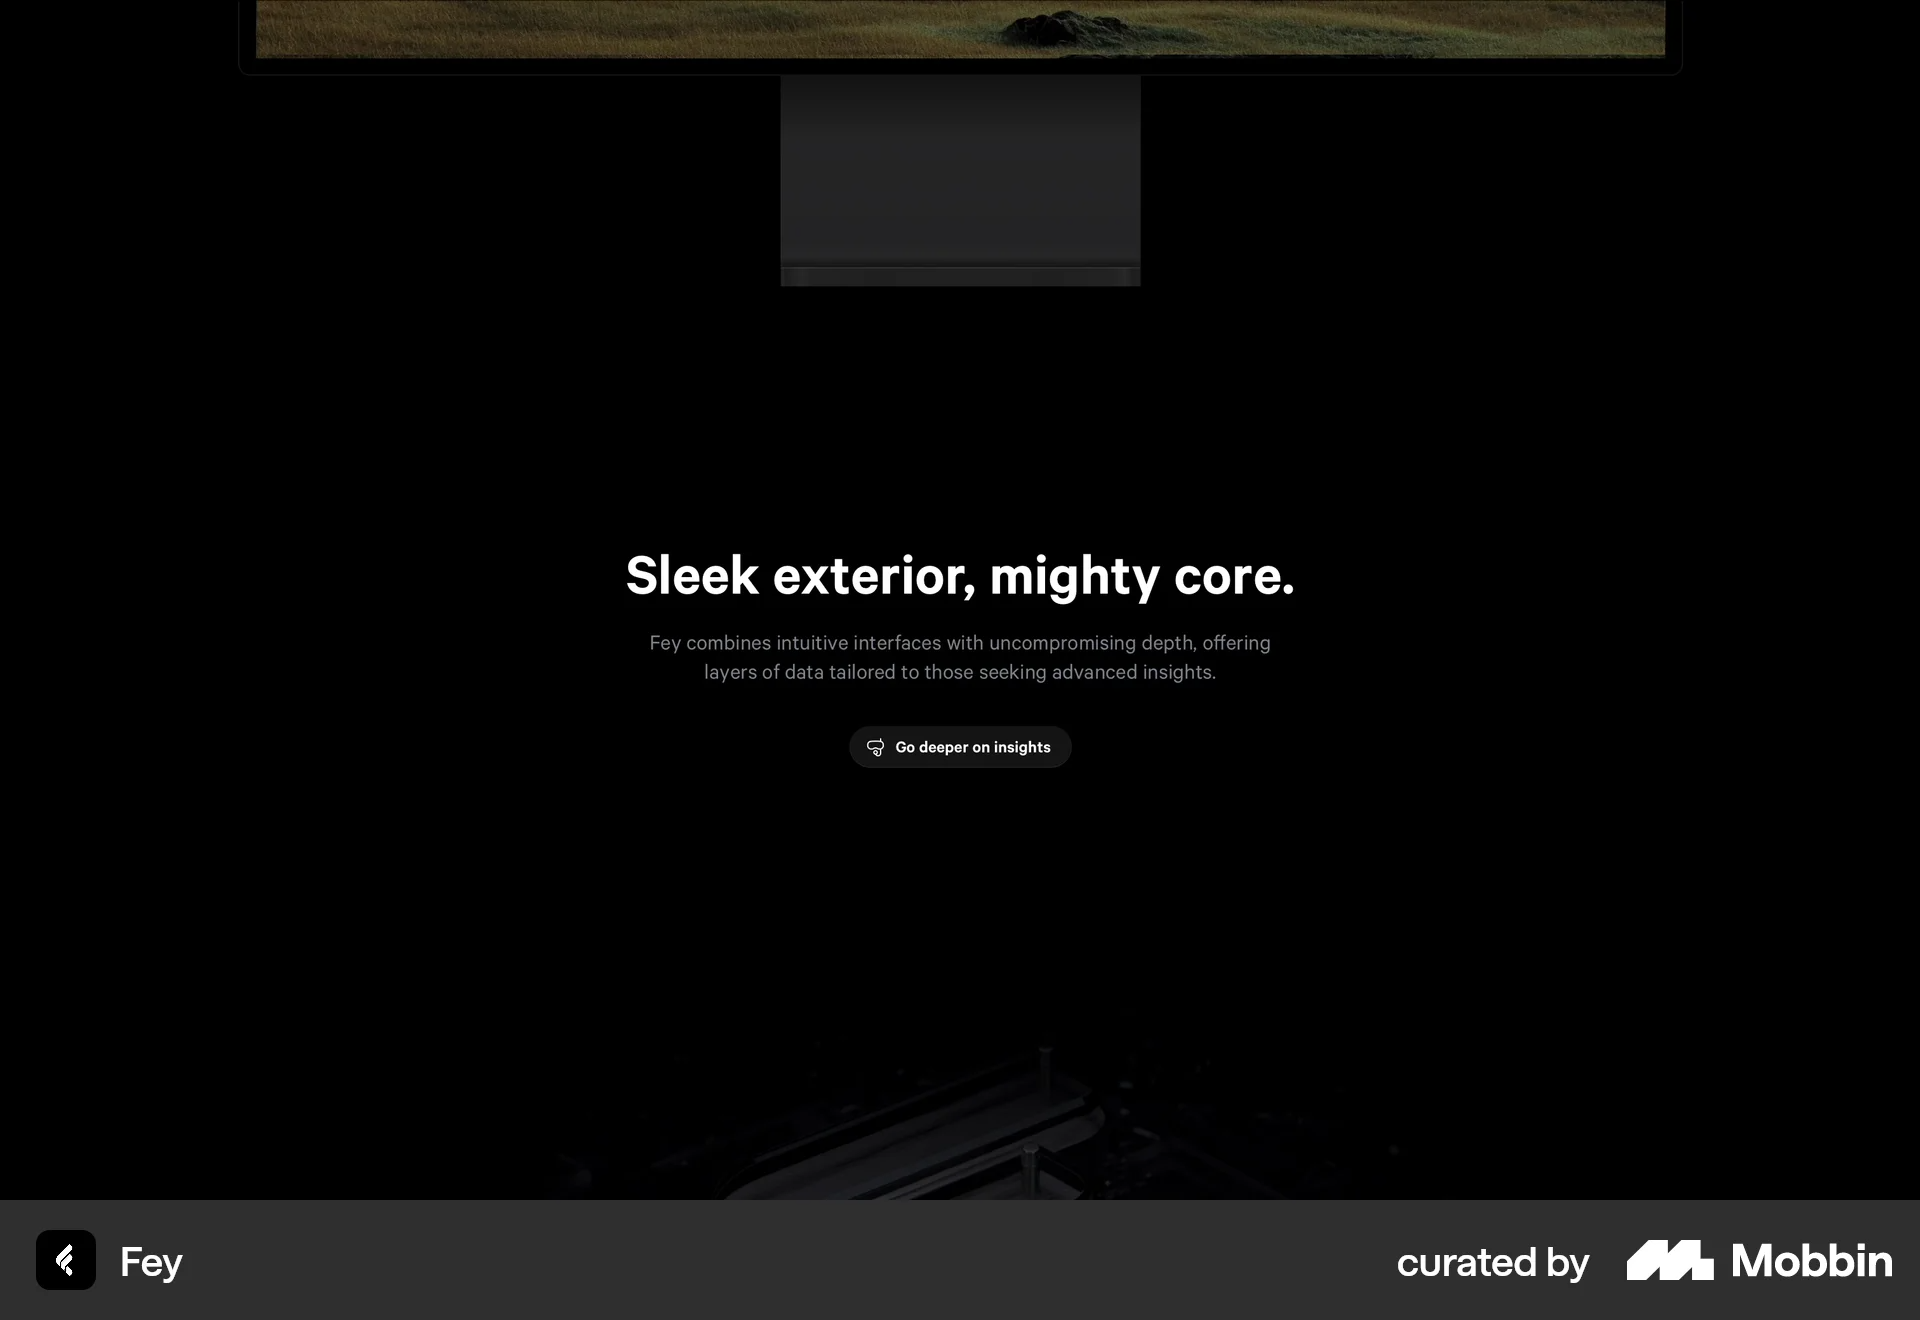 Sleek exterior, mighty core.
Fey combines intuitive interfaces with uncompromising depth, offering
layers of data tailored to those seeking advanced insights.
Go deeper on insights
Fey
curated by Mobbin